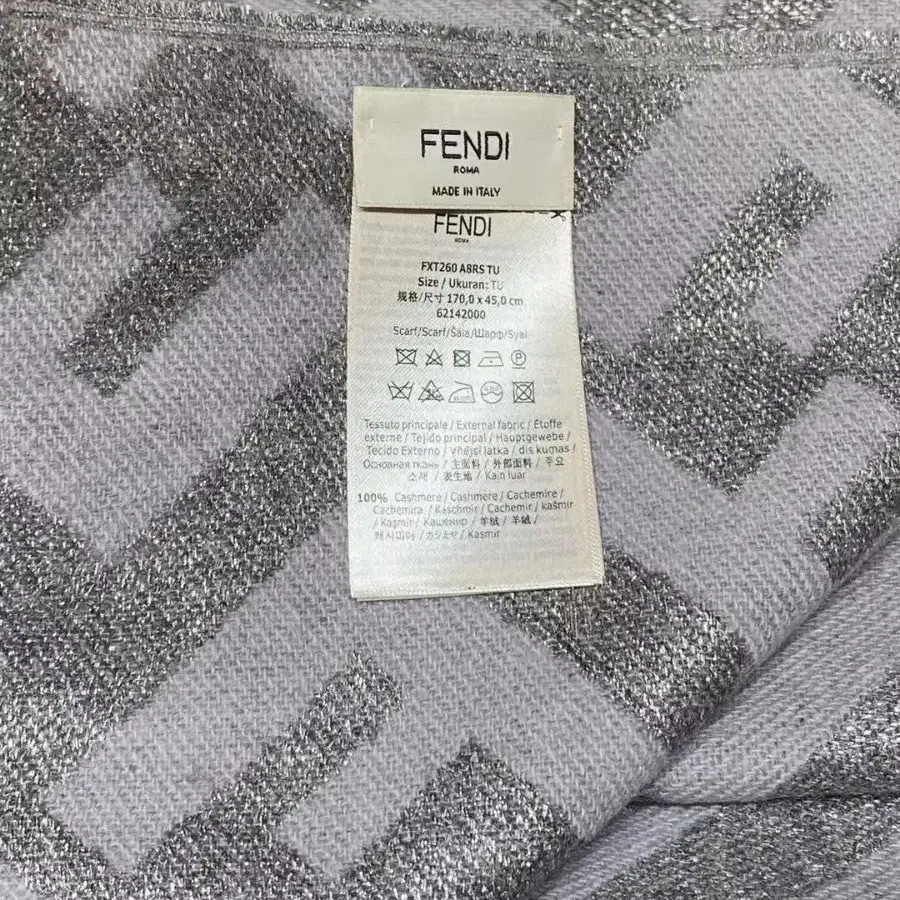 FENDI
ROMA
MADE IN ITALY
FENDI
ROMA
FXT260 A8RS TU
Size / Ukuran: TU
规格/尺寸 170,0 x 45,0 cm
62142000
Scarf/Scarf/Šála/Шарф/Syal
P
Tessuto principale / External fabric / Étoffe
externe / Tejido principal / Hauptgewebe /
Tecido Externo / Vnější látka / dış kumaş /
Основная ткань / 主面料 / 外部面料 / 주요
소재 / 表生地 / Kain luar
100% Cashmere / Cashmere / Cachemire /
Cachemira / Kaschmir / Cachemir / kašmír
/ Kaşmir / Кашемир / 羊绒 / 羊絨 /
캐시미어 / カシミヤ / Kasmir